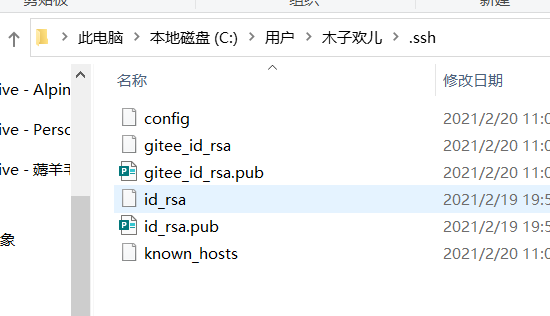 剪贴板 组织 新建
此电脑 > 本地磁盘 (C:) > 用户 > 木子欢儿 > .ssh
名称 修改日期
ive - Alpin
config 2021/2/20 11:0
ive - Perso
gitee_id_rsa 2021/2/20 11:0
ive - 薅羊毛
gitee_id_rsa.pub 2021/2/20 11:0
id_rsa 2021/2/19 19:5
象
id_rsa.pub 2021/2/19 19:5
known_hosts 2021/2/20 11:0